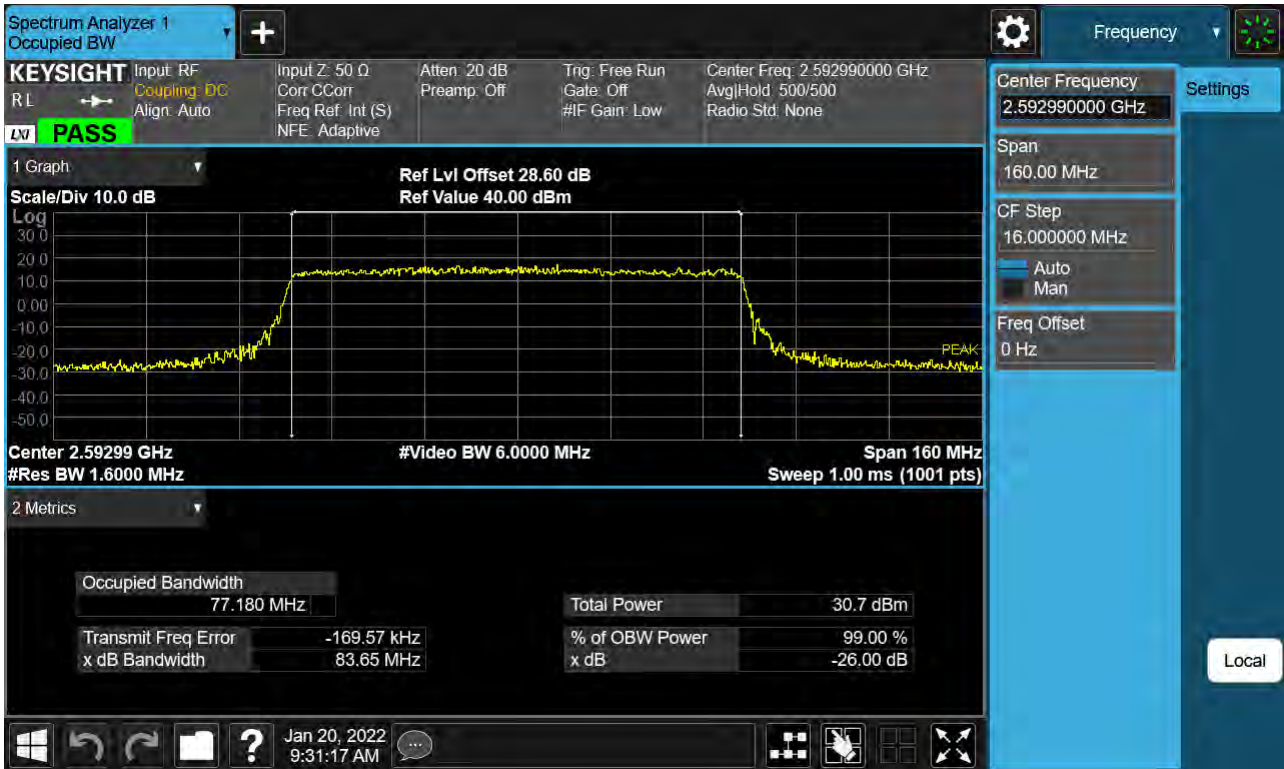 Spectrum Analyzer 1
Occupied BW
Frequency
KEYSIGHT
R L
LXI
PASS
Input: RF
Coupling: DC
Align: Auto
Input Z: 50 Ω
Corr CCorr
Freq Ref: Int (S)
NFE: Adaptive
Atten: 20 dB
Preamp: Off
Trig: Free Run
Gate: Off
#IF Gain: Low
Center Freq: 2.592990000 GHz
Avg|Hold: 500/500
Radio Std: None
Center Frequency
2.592990000 GHz
Settings
Span
160.00 MHz
CF Step
16.000000 MHz
Auto
Man
Freq Offset
0 Hz
1 Graph
Ref Lvl Offset 28.60 dB
Scale/Div 10.0 dB
Ref Value 40.00 dBm
Log
30.0
20.0
10.0
0.00
-10.0
-20.0
-30.0
-40.0
-50.0
PEAK
Center 2.59299 GHz
#Video BW 6.0000 MHz
Span 160 MHz
#Res BW 1.6000 MHz
Sweep 1.00 ms (1001 pts)
2 Metrics
Occupied Bandwidth
77.180 MHz
Total Power 30.7 dBm
Transmit Freq Error -169.57 kHz
% of OBW Power 99.00 %
x dB Bandwidth 83.65 MHz
x dB -26.00 dB
Local
Jan 20, 2022
9:31:17 AM